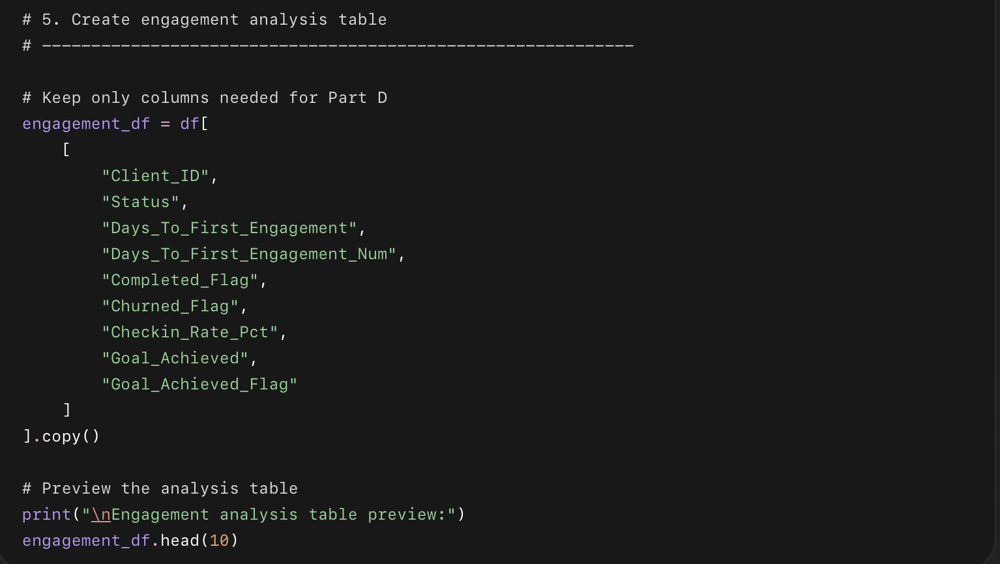 # 5. Create engagement analysis table
# ------------------------------------------------------------
# Keep only columns needed for Part D
engagement_df = df[
    [
        "Client_ID",
        "Status",
        "Days_To_First_Engagement",
        "Days_To_First_Engagement_Num",
        "Completed_Flag",
        "Churned_Flag",
        "Checkin_Rate_Pct",
        "Goal_Achieved",
        "Goal_Achieved_Flag"
    ]
].copy()
# Preview the analysis table
print("\nEngagement analysis table preview:")
engagement_df.head(10)